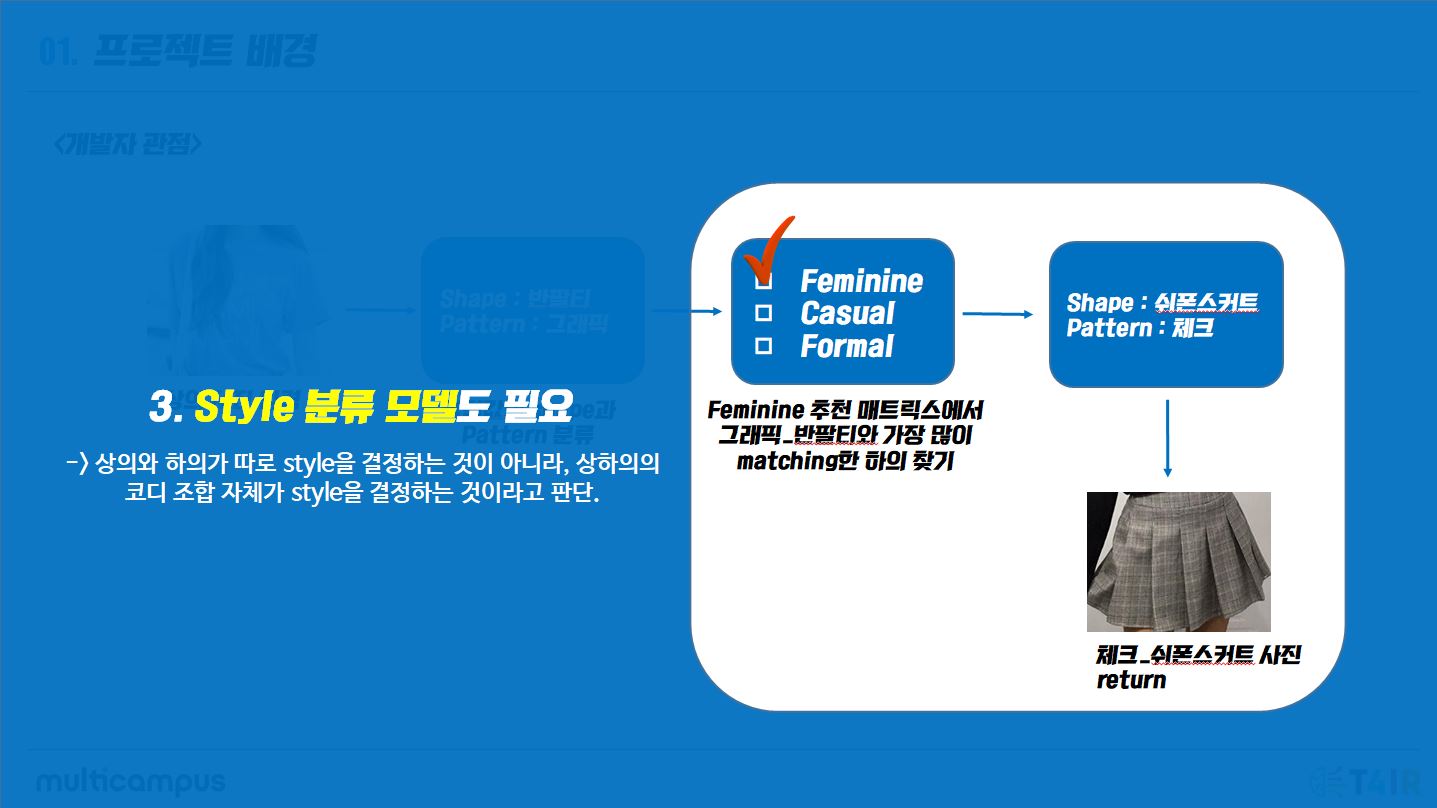 01. 프로젝트 배경
<개발자 관점>
Shape : 반팔티
Pattern : 그래픽
Feminine
Casual
Formal
Shape : 쉬폰스커트
Pattern : 체크
3. Style 분류 모델도 필요
Pattern 분류
-> 상의와 하의가 따로 style을 결정하는 것이 아니라, 상하의의
코디 조합 자체가 style을 결정하는 것이라고 판단.
Feminine 추천 매트릭스에서
그래픽_반팔티와 가장 많이
matching한 하의 찾기
체크_쉬폰스커트 사진
return
multicampus
T4IR